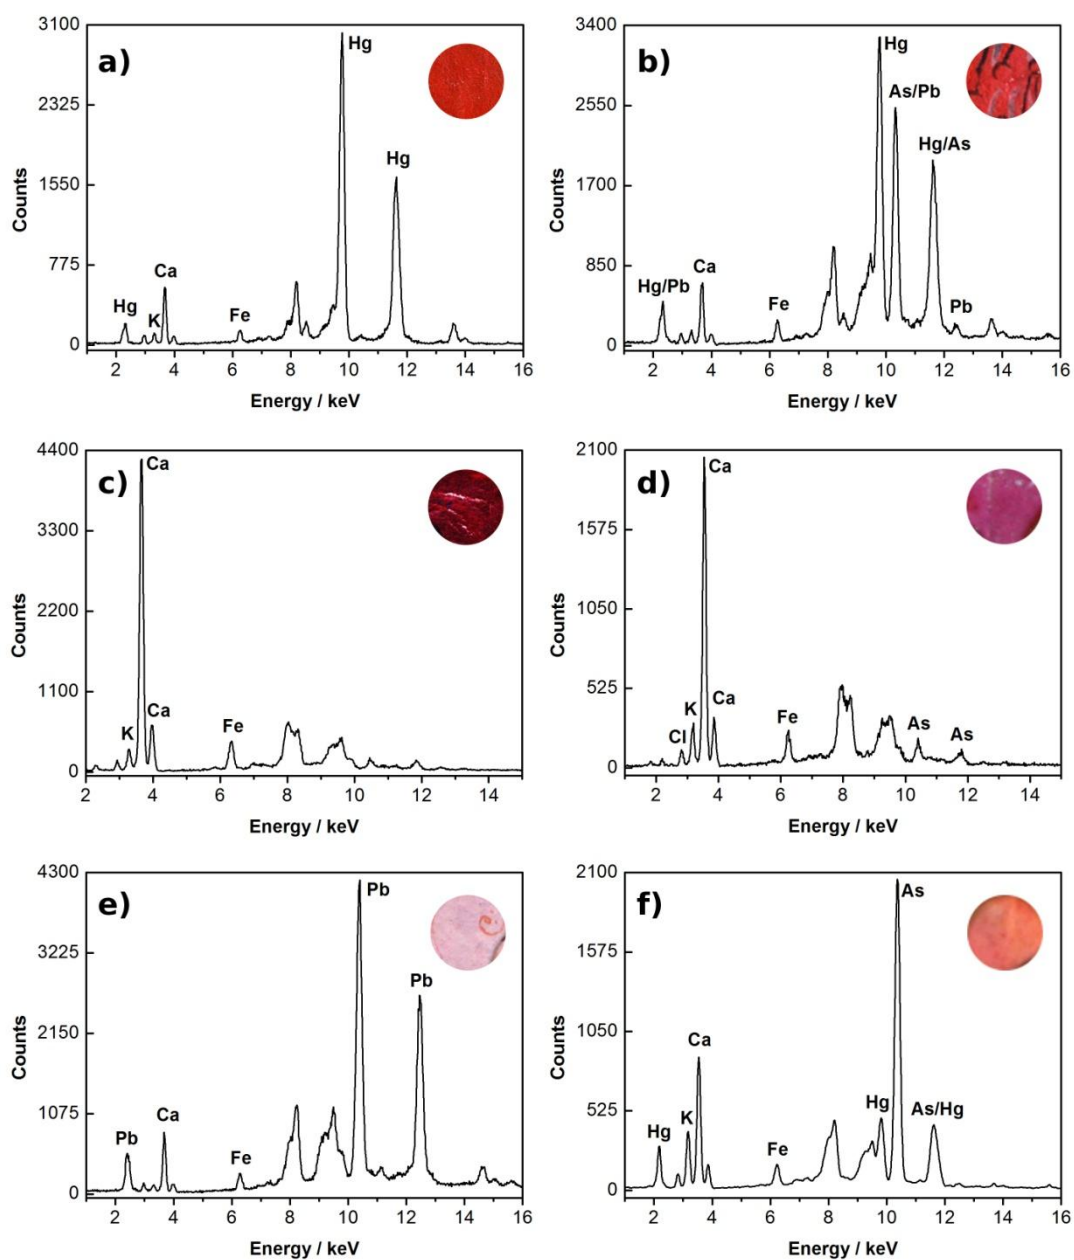 a)
3100
2325
1550
775
0
Counts
Hg
Hg
Hg
K
Ca
Fe
2 4 6 8 10 12 14 16
Energy / keV
b)
3400
2550
1700
850
0
Counts
Hg
As/Pb
Hg/As
Hg/Pb
Ca
Fe
Pb
2 4 6 8 10 12 14 16
Energy / keV
c)
4400
3300
2200
1100
0
Counts
Ca
K
Ca
Fe
2 4 6 8 10 12 14
Energy / keV
d)
2100
1575
1050
525
0
Counts
Ca
K
Cl
Ca
Fe
As
As
2 4 6 8 10 12 14
Energy / keV
e)
4300
3225
2150
1075
0
Counts
Pb
Pb
Pb
Ca
Fe
2 4 6 8 10 12 14 16
Energy / keV
f)
2100
1575
1050
525
0
Counts
As
Ca
Hg
K
Fe
Hg
As/Hg
2 4 6 8 10 12 14 16
Energy / keV